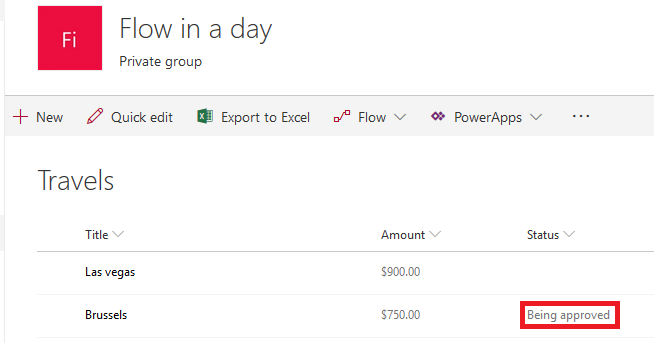 Fi
Flow in a day
Private group
New Quick edit Export to Excel Flow PowerApps ...
Travels
Title Amount Status
Las vegas $900.00
Brussels $750.00 Being approved